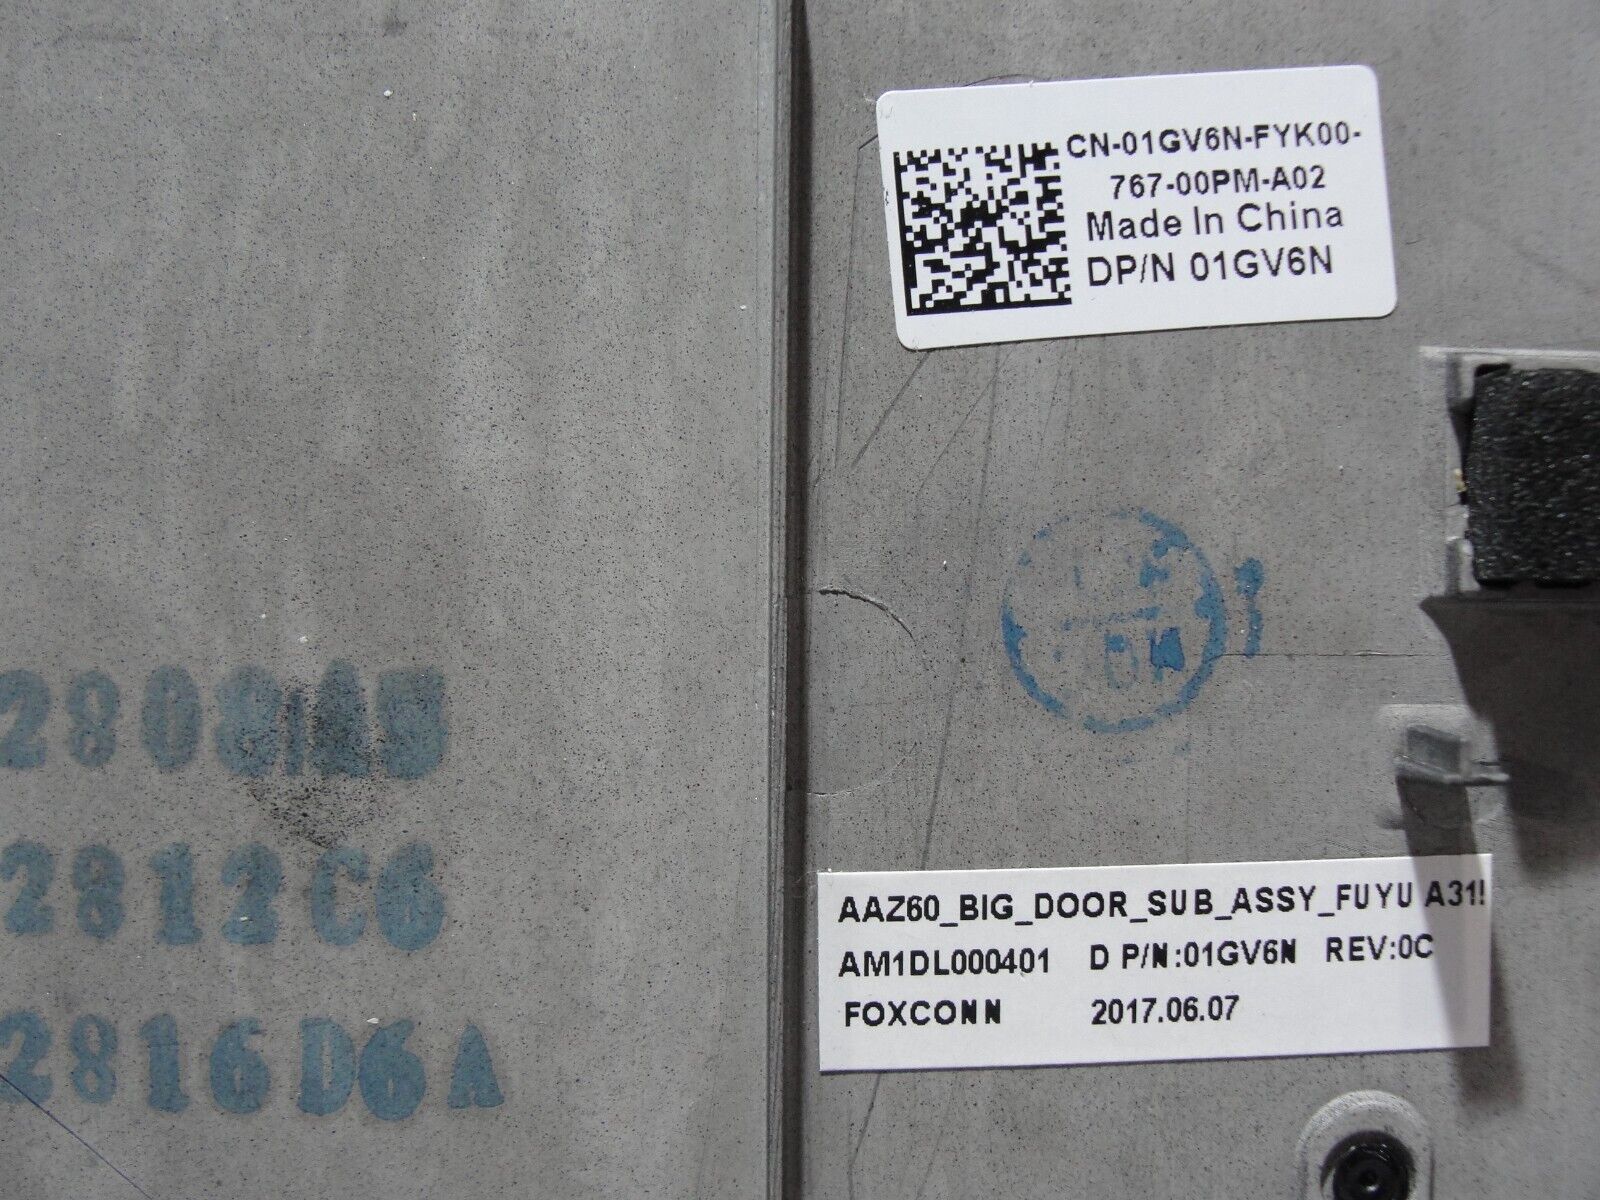 CN-01GV6N-FYK00-
767-00PM-A02
Made In China
DP/N 01GV6N
2812C6
2816D6A
AAZ60_BIG_DOOR_SUB_ASSY_FUYU A31!
AM1DL000401 D P/N:01GV6N REV:0C
FOXCONN 2017.06.07